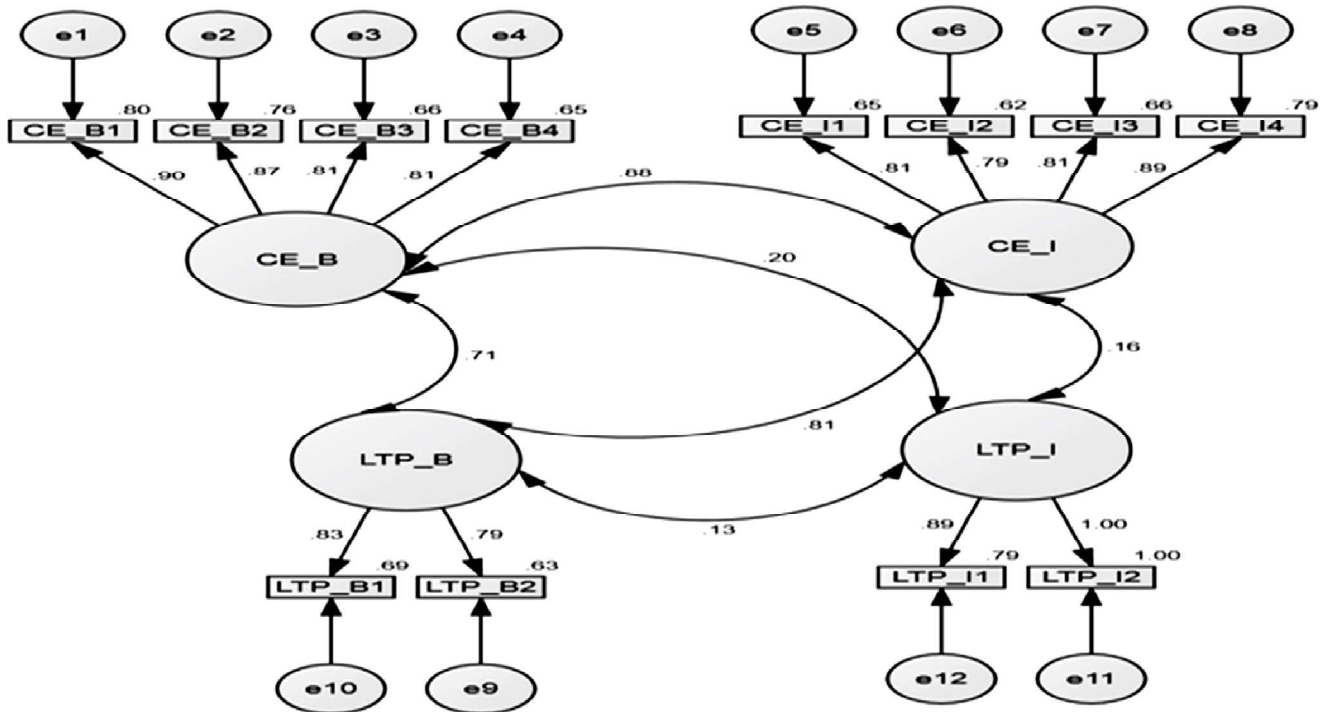 e1 e2 e3 e4 e5 e6 e7 e8
.80 .76 .66 .65 .65 .62 .66 .79
CE_B1 CE_B2 CE_B3 CE_B4 CE_I1 CE_I2 CE_I3 CE_I4
.90 .87 .81 .81 .88 .81 .79 .81 .89
CE_B CE_I
.20
.71 .16
.81
LTP_B LTP_I
.13
.83 .79 .89 1.00
.69 .63 .79 1.00
LTP_B1 LTP_B2 LTP_I1 LTP_I2
e10 e9 e12 e11